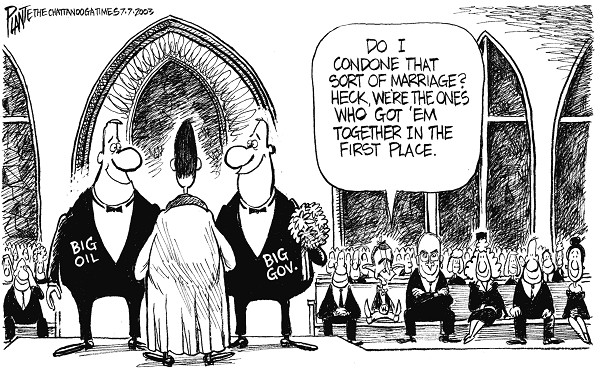 PLANTE THE CHATTANOOGA TIMES 7-7-2003
DO I
CONDONE THAT
SORT OF MARRIAGE?
HECK, WE'RE THE ONES
WHO GOT 'EM
TOGETHER IN THE
FIRST PLACE.
BIG
OIL
BIG
GOV.